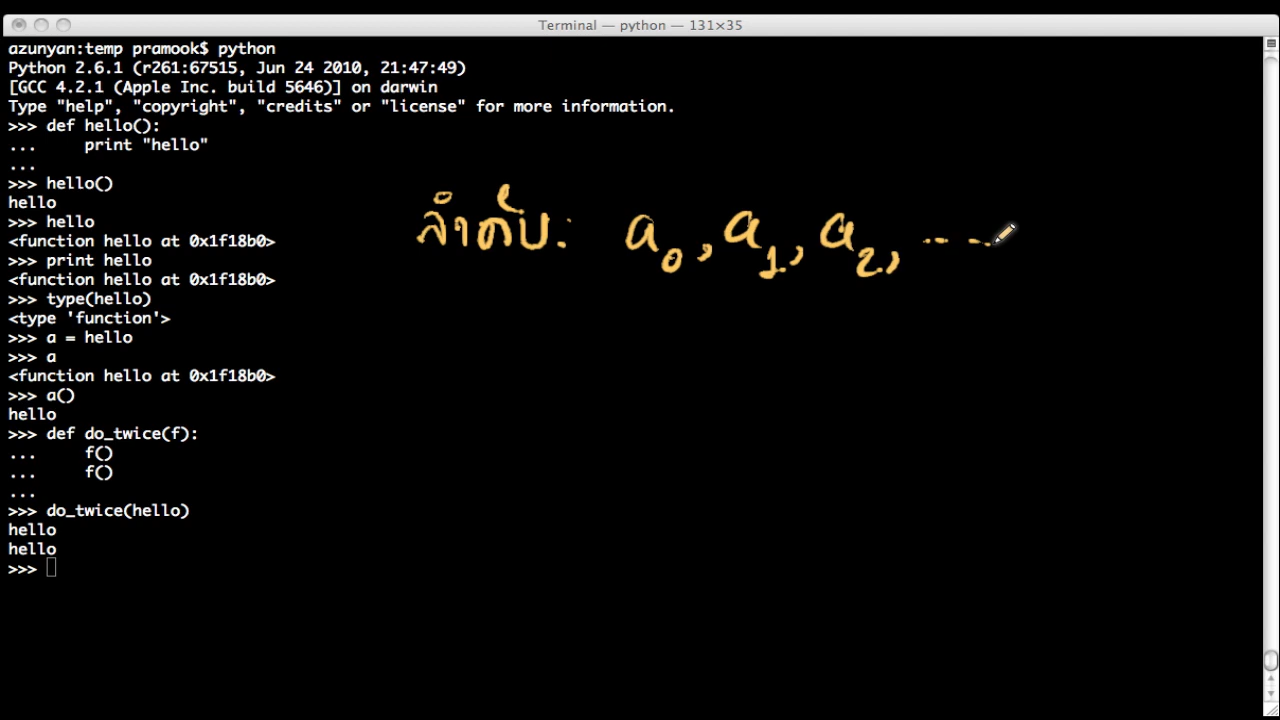 Terminal — python — 131×35
azunyan:temp pramook$ python
Python 2.6.1 (r261:67515, Jun 24 2010, 21:47:49)
[GCC 4.2.1 (Apple Inc. build 5646)] on darwin
Type "help", "copyright", "credits" or "license" for more information.
>>> def hello():
...     print "hello"
...
>>> hello()
hello
>>> hello
<function hello at 0x1f18b0>
>>> print hello
<function hello at 0x1f18b0>
>>> type(hello)
<type 'function'>
>>> a = hello
>>> a
<function hello at 0x1f18b0>
>>> a()
hello
>>> def do_twice(f):
...     f()
...     f()
...
>>> do_twice(hello)
hello
hello
>>>
ลำดับ: a₀, a₁, a₂, ....